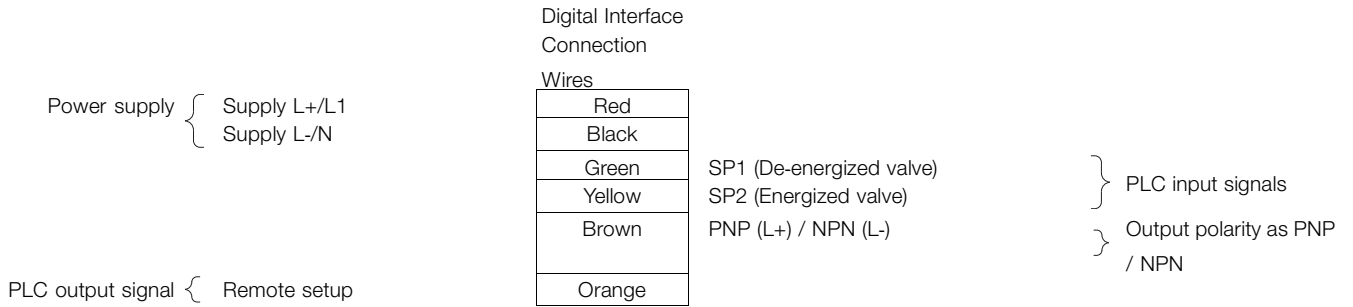 Digital Interface
Connection
Wires
Power supply
Supply L+/L1
Supply L-/N
Red
Black
Green
SP1 (De-energized valve)
Yellow
SP2 (Energized valve)
PLC input signals
Brown
PNP (L+) / NPN (L-)
Output polarity as PNP
/ NPN
PLC output signal
Remote setup
Orange